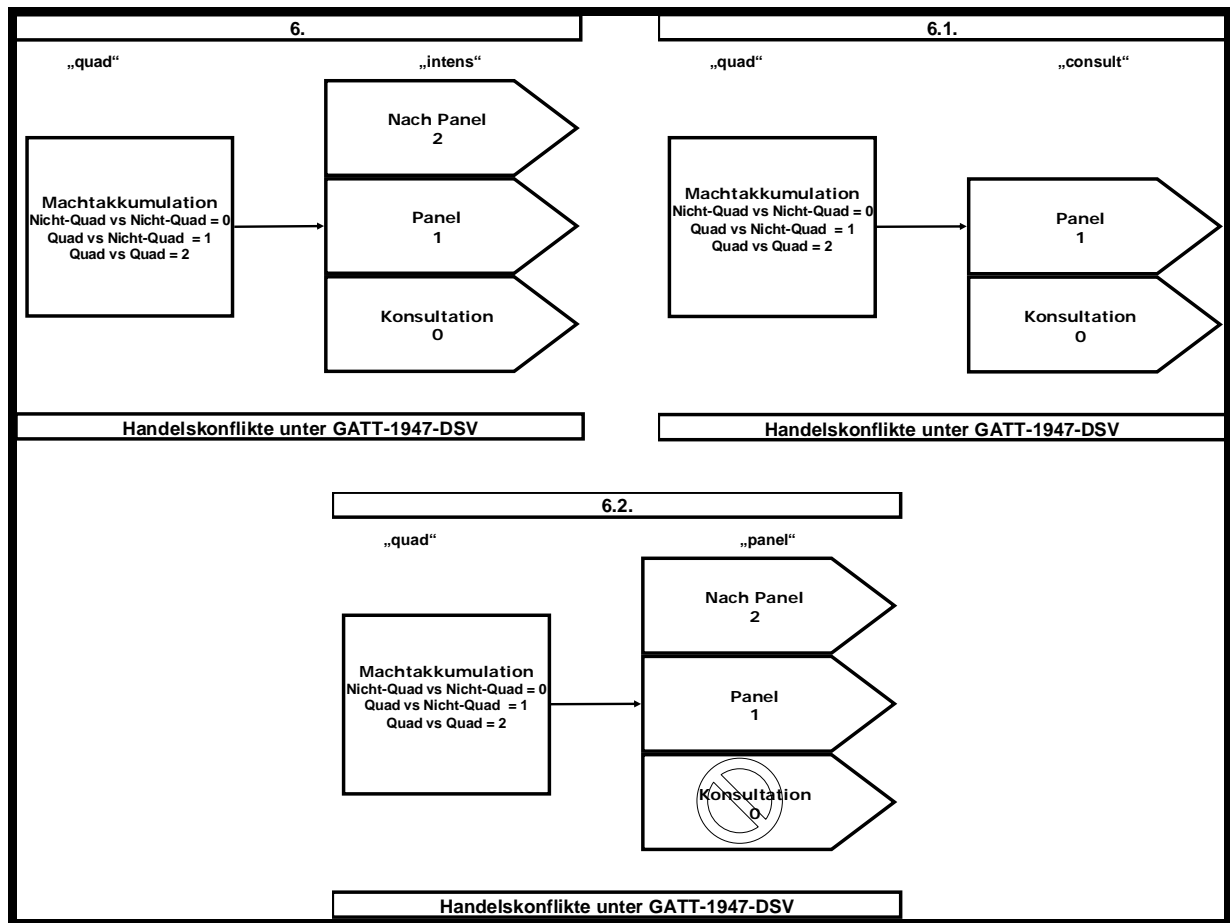 6.
„quad“ „intens“
Nach Panel
2
Machtakkumulation
Nicht-Quad vs Nicht-Quad = 0
Quad vs Nicht-Quad = 1
Quad vs Quad = 2
Panel
1
Konsultation
0
Handelskonflikte unter GATT-1947-DSV
6.1.
„quad“ „consult“
Machtakkumulation
Nicht-Quad vs Nicht-Quad = 0
Quad vs Nicht-Quad = 1
Quad vs Quad = 2
Panel
1
Konsultation
0
Handelskonflikte unter GATT-1947-DSV
6.2.
„quad“ „panel“
Nach Panel
2
Machtakkumulation
Nicht-Quad vs Nicht-Quad = 0
Quad vs Nicht-Quad = 1
Quad vs Quad = 2
Panel
1
Konsultation
0
Handelskonflikte unter GATT-1947-DSV